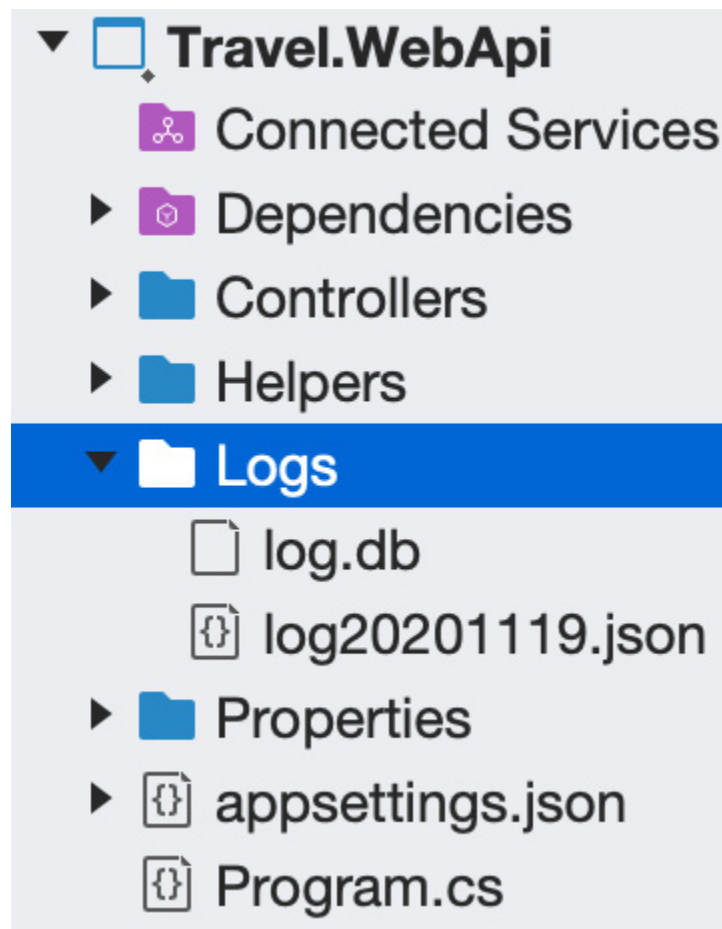 Travel.WebApi
Connected Services
Dependencies
Controllers
Helpers
Logs
log.db
log20201119.json
Properties
appsettings.json
Program.cs